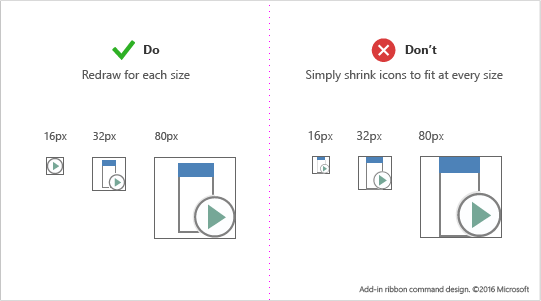 Do
Redraw for each size
16px 32px 80px
Don't
Simply shrink icons to fit at every size
16px 32px 80px
Add-in ribbon command design. ©2016 Microsoft